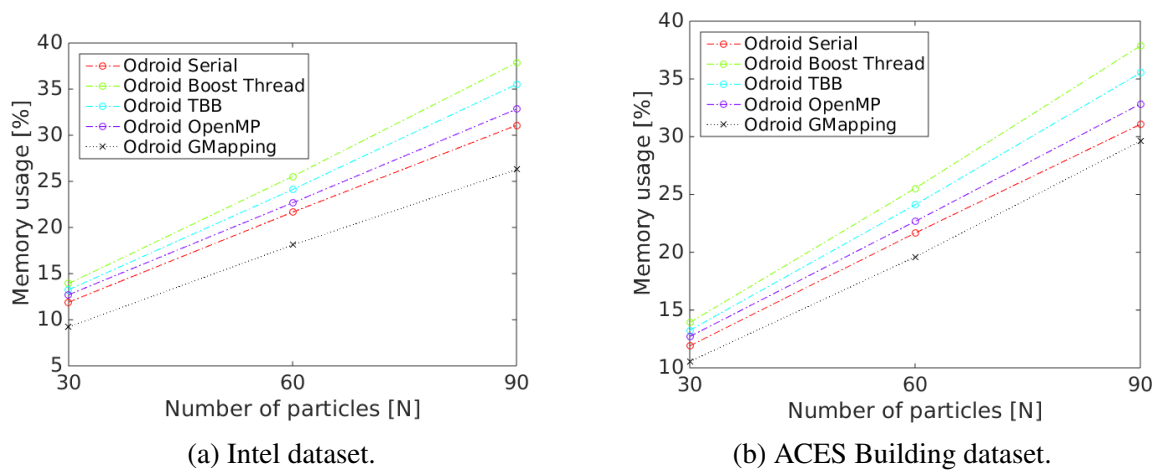 40
35
30
25
20
15
10
5
Memory usage [%]
Odroid Serial
Odroid Boost Thread
Odroid TBB
Odroid OpenMP
Odroid GMapping
30 60 90
Number of particles [N]
(a) Intel dataset.
40
35
30
25
20
15
10
Memory usage [%]
Odroid Serial
Odroid Boost Thread
Odroid TBB
Odroid OpenMP
Odroid GMapping
30 60 90
Number of particles [N]
(b) ACES Building dataset.